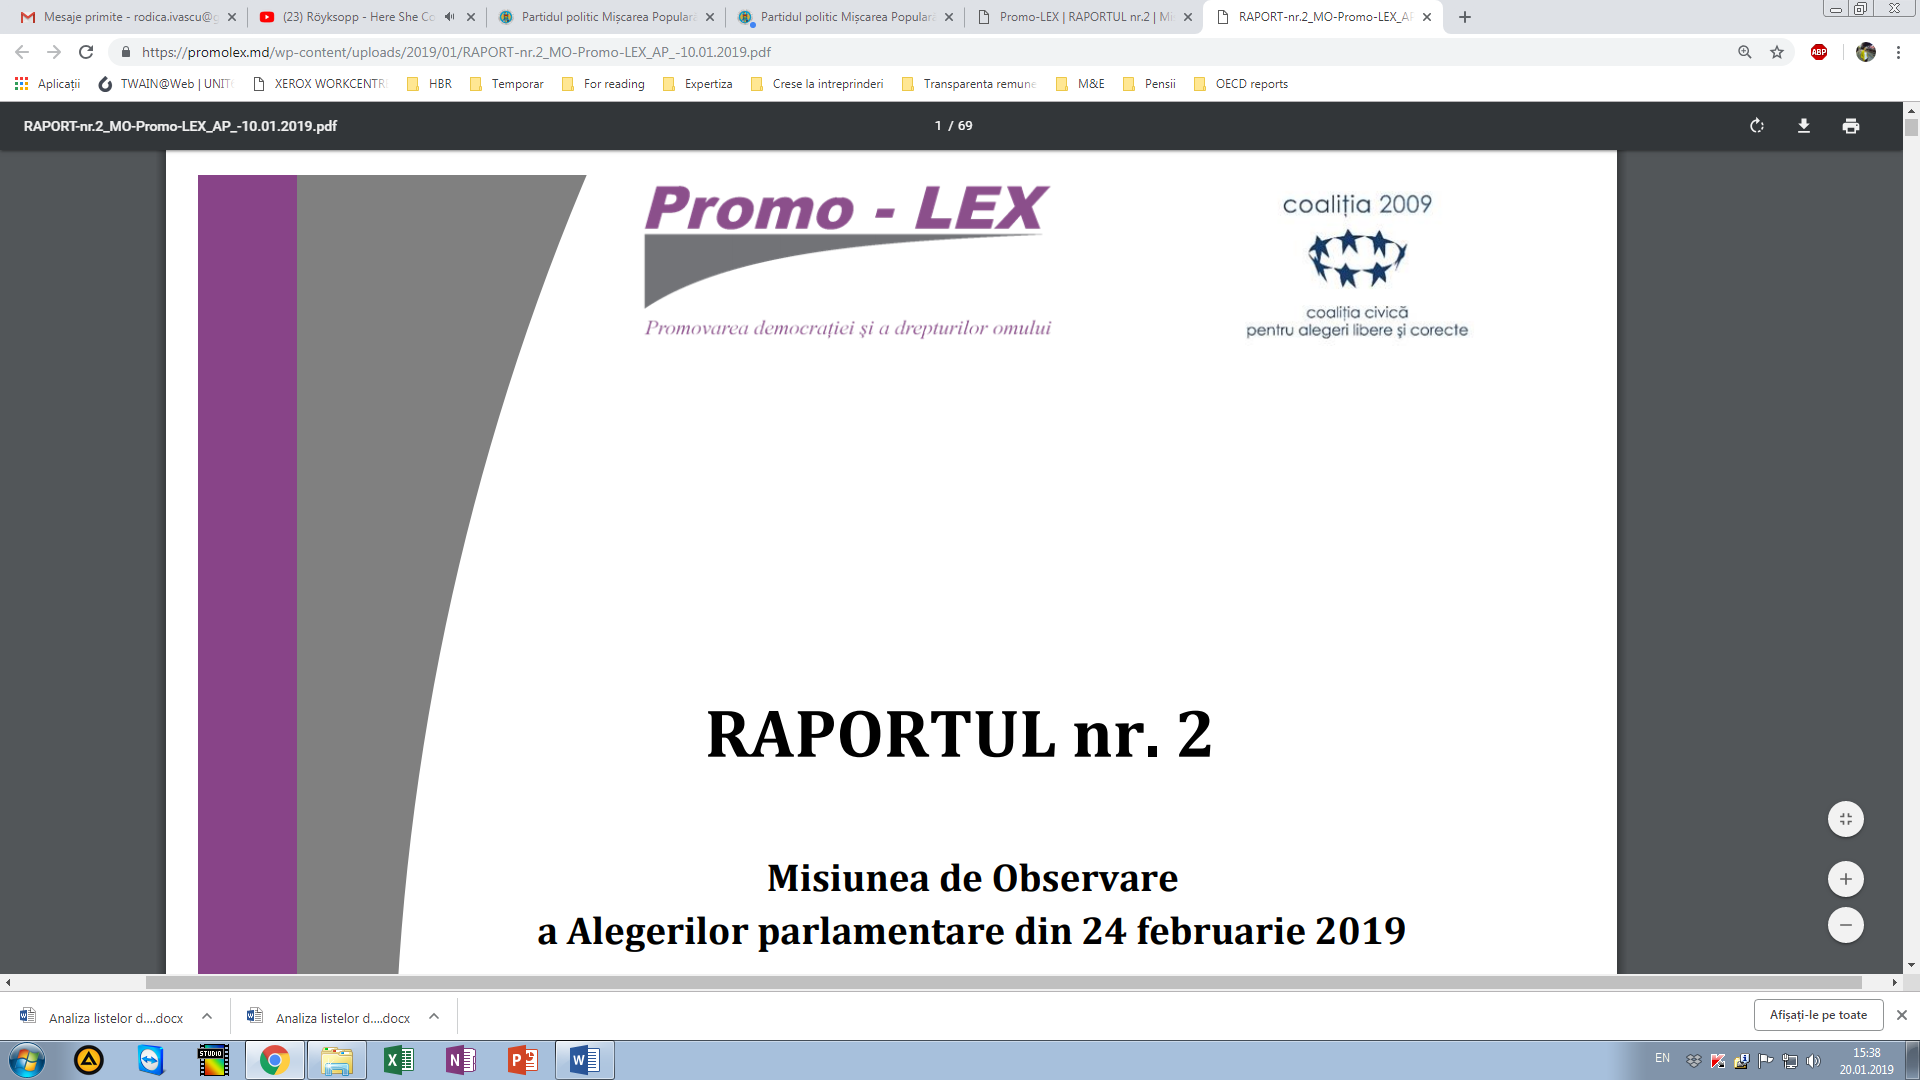 Mesaje primite - rodica.ivascu@g
(23) Röyksopp - Here She Co
Partidul politic Mișcarea Populară
Partidul politic Mișcarea Populară
Promo-LEX | RAPORTUL nr.2 | Mi
RAPORT-nr.2_MO-Promo-LEX_AP
https://promolex.md/wp-content/uploads/2019/01/RAPORT-nr.2_MO-Promo-LEX_AP_-10.01.2019.pdf
ABP
Aplicații
TWAIN@Web | UNIT
XEROX WORKCENTR
HBR
Temporar
For reading
Expertiza
Crese la intreprinderi
Transparenta remune
M&E
Pensii
OECD reports
RAPORT-nr.2_MO-Promo-LEX_AP_-10.01.2019.pdf
1 / 69
Promo - LEX
Promovarea democrației și a drepturilor omului
coaliția 2009
coaliția civică
pentru alegeri libere și corecte
RAPORTUL nr. 2
Misiunea de Observare
a Alegerilor parlamentare din 24 februarie 2019
Analiza listelor d....docx
Analiza listelor d....docx
Afișați-le pe toate
STUDIO
EN
15:38
20.01.2019